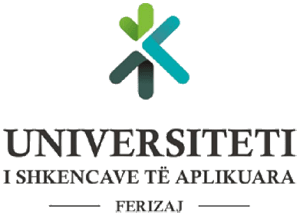 UNIVERSITETI
I SHKENCAVE TË APLIKUARA
FERIZAJ